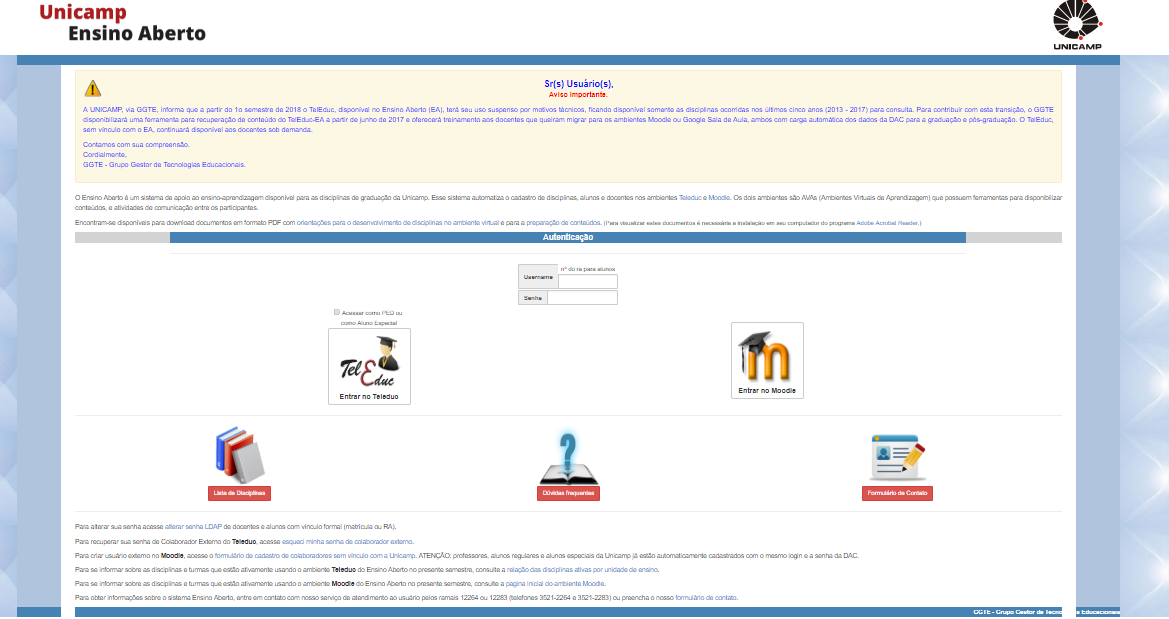 Unicamp
Ensino Aberto
UNICAMP
Sr(s) Usuário(s),
Aviso Importante.
A UNICAMP, via GGTE, informa que a partir do 1o semestre de 2018 o TelEduc, disponível no Ensino Aberto (EA), terá seu uso suspenso por motivos técnicos, ficando disponível somente as disciplinas ocorridas nos últimos cinco anos (2013 - 2017) para consulta. Para contribuir com esta transição, o GGTE
disponibilizará uma ferramenta para recuperação de conteúdo do TelEduc-EA a partir de junho de 2017 e oferecerá treinamento aos docentes que queiram migrar para os ambientes Moodle ou Google Sala de Aula, ambos com carga automática dos dados da DAC para a graduação e pós-graduação. O TelEduc,
sem vínculo com o EA, continuará disponível aos docentes sob demanda.
Contamos com sua compreensão.
Cordialmente,
GGTE - Grupo Gestor de Tecnologias Educacionais.
O Ensino Aberto é um sistema de apoio ao ensino-aprendizagem disponível para as disciplinas de graduação da Unicamp. Esse sistema automatiza o cadastro de disciplinas, alunos e docentes nos ambientes Teleduc e Moodle. Os dois ambientes são AVAs (Ambientes Virtuais de Aprendizagem) que possuem ferramentas para disponibilizar
conteúdos, e atividades de comunicação entre os participantes.
Encontram-se disponíveis para download documentos em formato PDF com orientações para o desenvolvimento de disciplinas no ambiente virtual e para a preparação de conteúdos. (Para visualizar estes documentos é necessária a instalação em seu computador do programa Adobe Acrobat Reader.)
Autenticação
Username
nº do ra para alunos
Senha
Acessar como PED ou
como Aluno Especial
TelEduc
Entrar no Teleduc
m
Entrar no Moodle
Lista de Disciplinas
Dúvidas frequentes
Formulário de Contato
Para alterar sua senha acesse alterar senha LDAP de docentes e alunos com vínculo formal (matrícula ou RA).
Para recuperar sua senha de Colaborador Externo do Teleduc, acesse esqueci minha senha de colaborador externo.
Para criar usuário externo no Moodle, acesse o formulário de cadastro de colaboradores sem vínculo com a Unicamp. ATENÇÃO: professores, alunos regulares e alunos especiais da Unicamp já estão automaticamente cadastrados com o mesmo login e a senha da DAC.
Para se informar sobre as disciplinas e turmas que estão ativamente usando o ambiente Teleduc do Ensino Aberto no presente semestre, consulte a relação das disciplinas ativas por unidade de ensino.
Para se informar sobre as disciplinas e turmas que estão ativamente usando o ambiente Moodle do Ensino Aberto no presente semestre, consulte a pagina inicial do ambiente Moodle.
Para obter informações sobre o sistema Ensino Aberto, entre em contato com nosso serviço de atendimento ao usuário pelos ramais 12264 ou 12283 (telefones 3521-2264 e 3521-2283) ou preencha o nosso formulário de contato.
GGTE - Grupo Gestor de Tecno s Educacionais